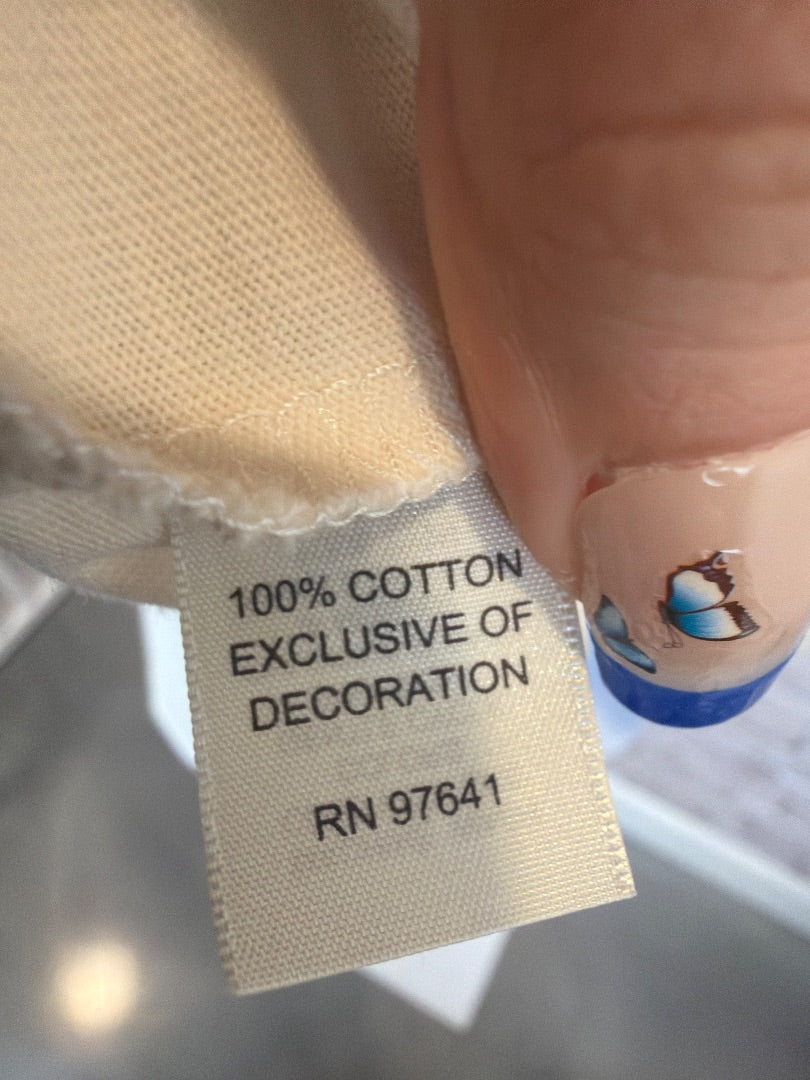 100% COTTON
EXCLUSIVE OF
DECORATION
RN 97641